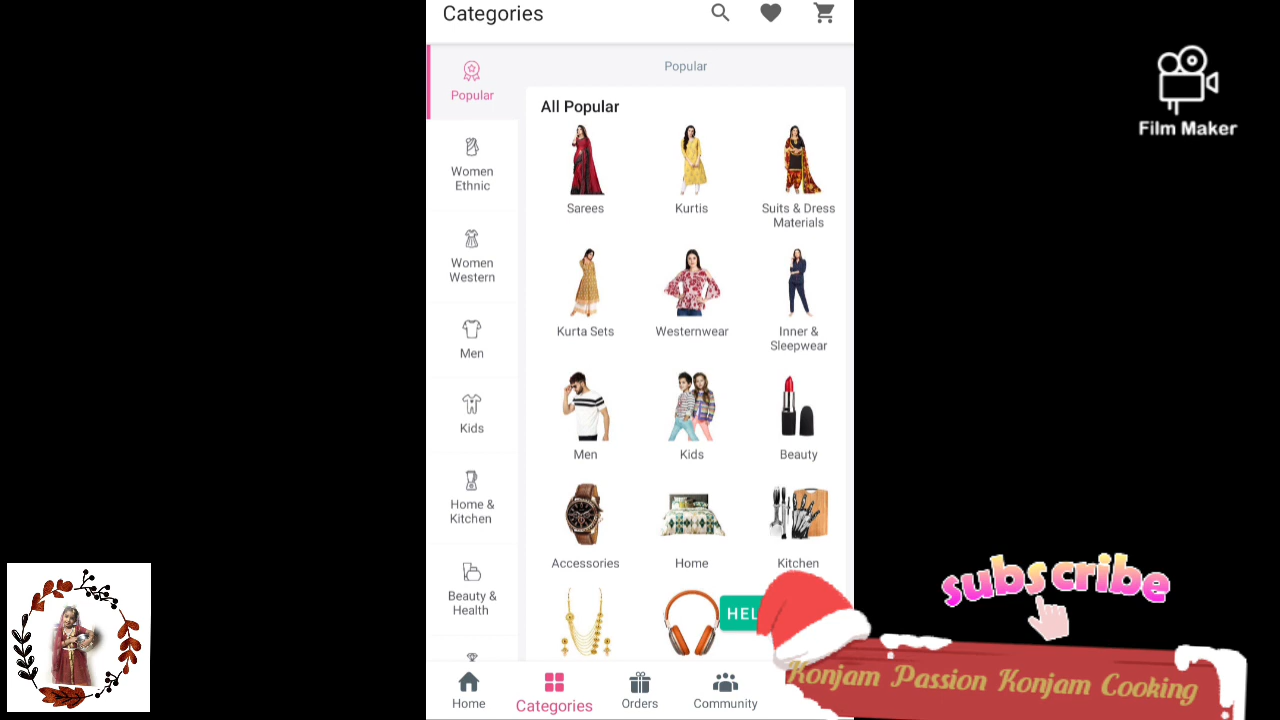 Categories
Popular
Popular
All Popular
Women
Ethnic
Sarees
Kurtis
Suits & Dress
Materials
Women
Western
Kurta Sets
Westernwear
Inner &
Sleepwear
Men
Kids
Men
Kids
Beauty
Home &
Kitchen
Accessories
Home
Kitchen
Beauty &
Health
HEL
Home
Categories
Orders
Community
Film Maker
subscribe
Konjam Passion Konjam Cooking